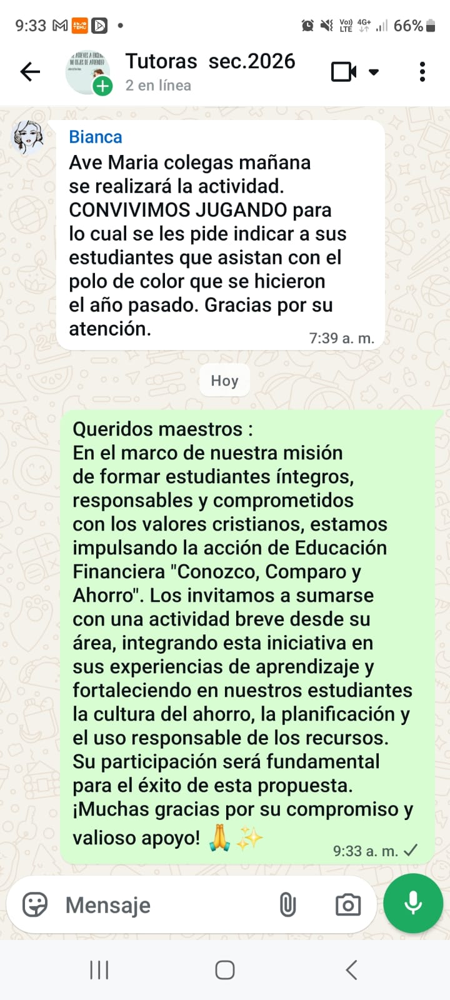 9:33
66%
Tutoras sec.2026
2 en línea
Bianca
Ave Maria colegas mañana
se realizará la actividad.
CONVIVIMOS JUGANDO para
lo cual se les pide indicar a sus
estudiantes que asistan con el
polo de color que se hicieron
el año pasado. Gracias por su
atención.
7:39 a. m.
Hoy
Queridos maestros :
En el marco de nuestra misión
de formar estudiantes íntegros,
responsables y comprometidos
con los valores cristianos, estamos
impulsando la acción de Educación
Financiera "Conozco, Comparo y
Ahorro". Los invitamos a sumarse
con una actividad breve desde su
área, integrando esta iniciativa en
sus experiencias de aprendizaje y
fortaleciendo en nuestros estudiantes
la cultura del ahorro, la planificación y
el uso responsable de los recursos.
Su participación será fundamental
para el éxito de esta propuesta.
¡Muchas gracias por su compromiso y
valioso apoyo! 🙏✨
9:33 a. m.
Mensaje